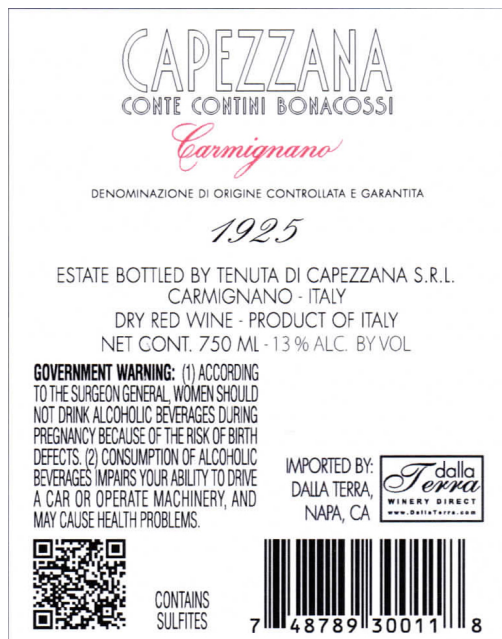 CAPEZZANA
CONTE CONTINI BONACOSSI
Carmignano
DENOMINAZIONE DI ORIGINE CONTROLLATA E GARANTITA
1925
ESTATE BOTTLED BY TENUTA DI CAPEZZANA S.R.L.
CARMIGNANO - ITALY
DRY RED WINE - PRODUCT OF ITALY
NET CONT. 750 ML - 13 % ALC. BY VOL
GOVERNMENT WARNING: (1) ACCORDING
TO THE SURGEON GENERAL, WOMEN SHOULD
NOT DRINK ALCOHOLIC BEVERAGES DURING
PREGNANCY BECAUSE OF THE RISK OF BIRTH
DEFECTS. (2) CONSUMPTION OF ALCOHOLIC
BEVERAGES IMPAIRS YOUR ABILITY TO DRIVE
A CAR OR OPERATE MACHINERY, AND
MAY CAUSE HEALTH PROBLEMS.
IMPORTED BY:
DALLA TERRA,
NAPA, CA
dalla
Terra
WINERY DIRECT
www.DallaTerra.com
CONTAINS
SULFITES
7 48789 30011 8